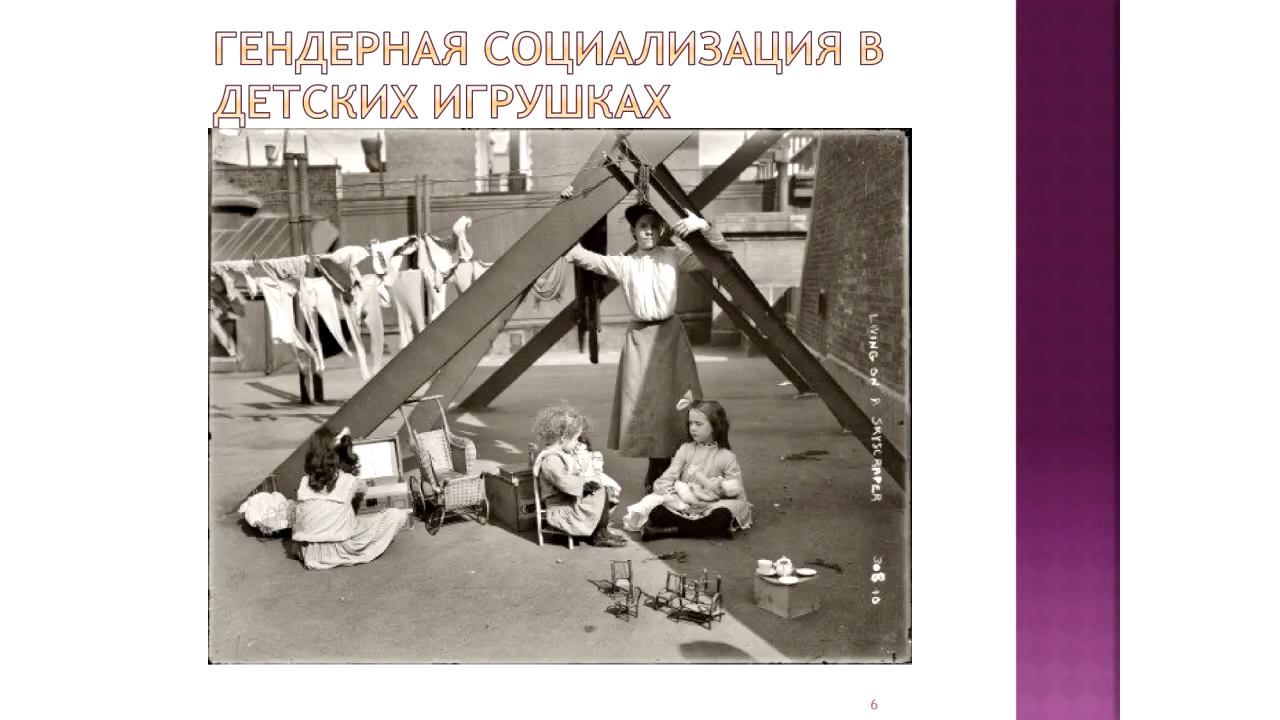 ГЕНДЕРНАЯ СОЦИАЛИЗАЦИЯ В
ДЕТСКИХ ИГРУШКАХ
LIVING ON A SKYSCRAPER
308-10
6